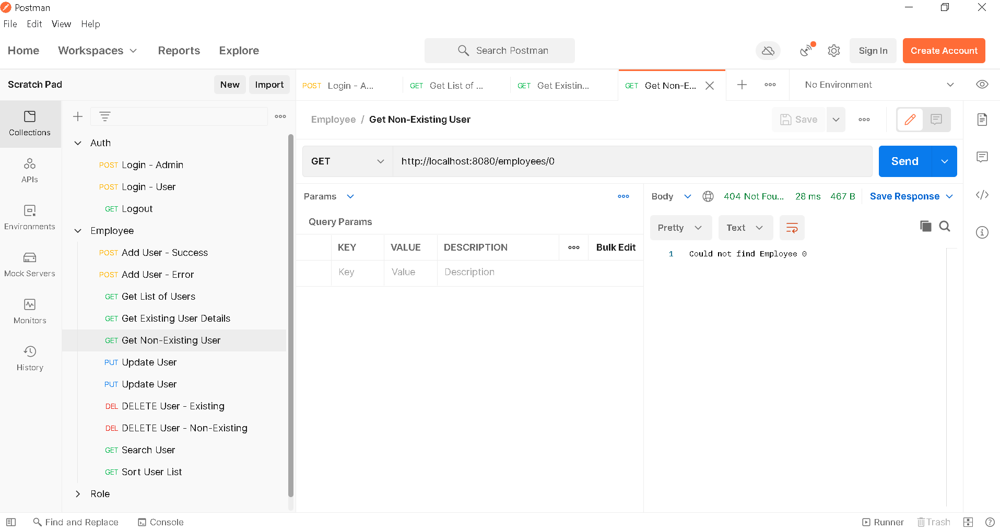 Postman
File Edit View Help
Home Workspaces Reports Explore Search Postman Sign In Create Account
Scratch Pad New Import
POST Login - A... GET Get List of ... GET Get Existin... GET Get Non-E... No Environment
Collections
APIs
Environments
Mock Servers
Monitors
History
Auth
POST Login - Admin
POST Login - User
GET Logout
Employee
POST Add User - Success
POST Add User - Error
GET Get List of Users
GET Get Existing User Details
GET Get Non-Existing User
PUT Update User
PUT Update User
DEL DELETE User - Existing
DEL DELETE User - Non-Existing
GET Search User
GET Sort User List
Role
Employee / Get Non-Existing User Save
GET http://localhost:8080/employees/0 Send
Params
Query Params
KEY VALUE DESCRIPTION Bulk Edit
Key Value Description
Body 404 Not Fou... 28 ms 467 B Save Response
Pretty Text
1 Could not find Employee 0
Find and Replace Console Runner Trash